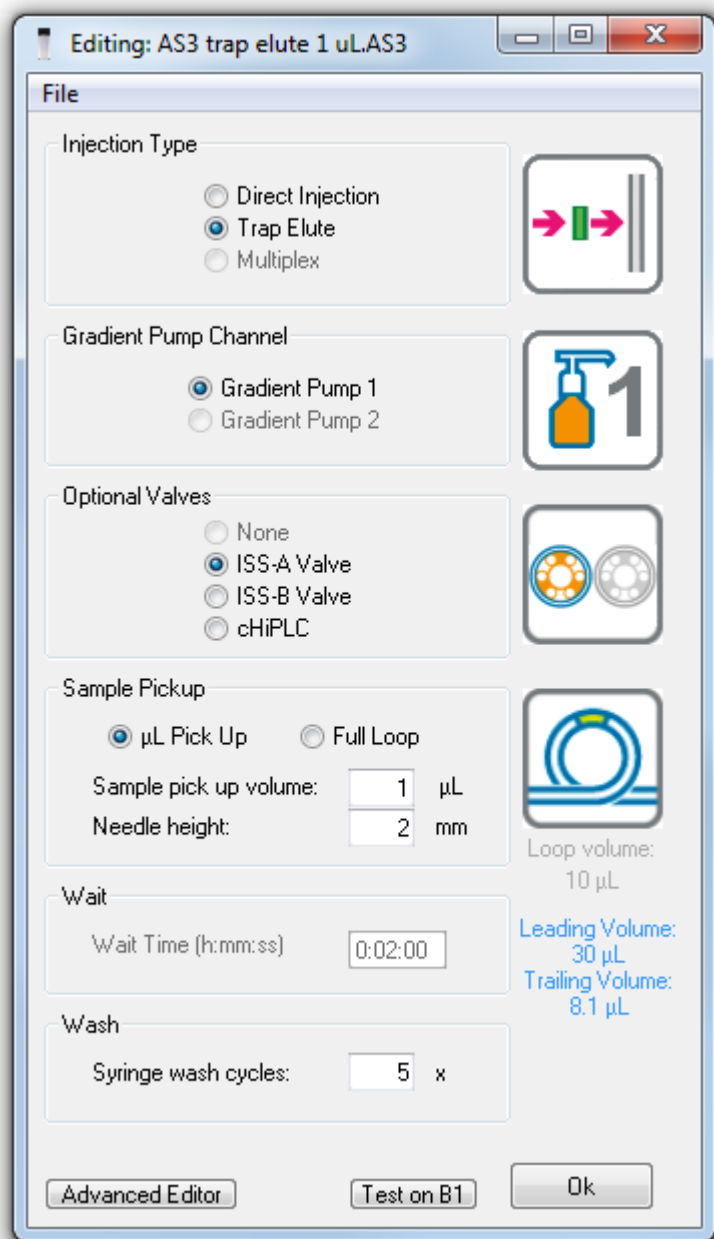 Editing: AS3 trap elute 1 uL.AS3
File
Injection Type
Direct Injection
Trap Elute
Multiplex
Gradient Pump Channel
Gradient Pump 1
Gradient Pump 2
1
Optional Valves
None
ISS-A Valve
ISS-B Valve
cHiPLC
Sample Pickup
µL Pick Up Full Loop
Sample pick up volume: 1 µL
Needle height: 2 mm
Loop volume:
10 µL
Wait
Wait Time (h:mm:ss) 0:02:00
Leading Volume:
30 µL
Trailing Volume:
8.1 µL
Wash
Syringe wash cycles: 5 x
Advanced Editor Test on B1 Ok